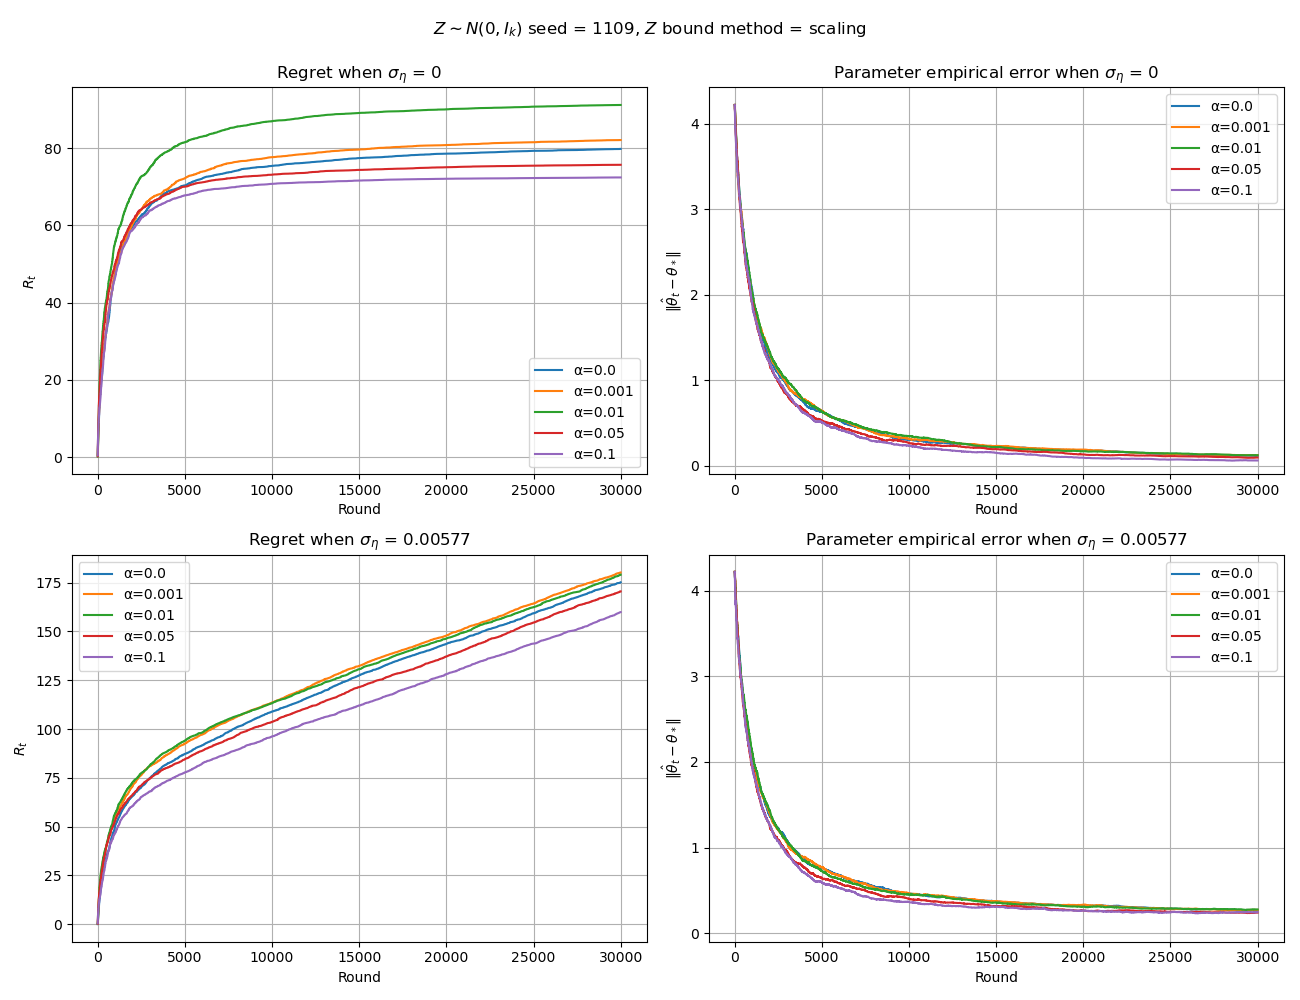 Z ∼ N(0, I_k) seed = 1109, Z bound method = scaling
Regret when σ_η = 0
R_t
80
60
40
20
0
0 5000 10000 15000 20000 25000 30000
Round
α=0.0
α=0.001
α=0.01
α=0.05
α=0.1
Parameter empirical error when σ_η = 0
‖θ̂_t − θ_*‖
4
3
2
1
0
0 5000 10000 15000 20000 25000 30000
Round
α=0.0
α=0.001
α=0.01
α=0.05
α=0.1
Regret when σ_η = 0.00577
R_t
175
150
125
100
75
50
25
0
0 5000 10000 15000 20000 25000 30000
Round
α=0.0
α=0.001
α=0.01
α=0.05
α=0.1
Parameter empirical error when σ_η = 0.00577
‖θ̂_t − θ_*‖
4
3
2
1
0
0 5000 10000 15000 20000 25000 30000
Round
α=0.0
α=0.001
α=0.01
α=0.05
α=0.1